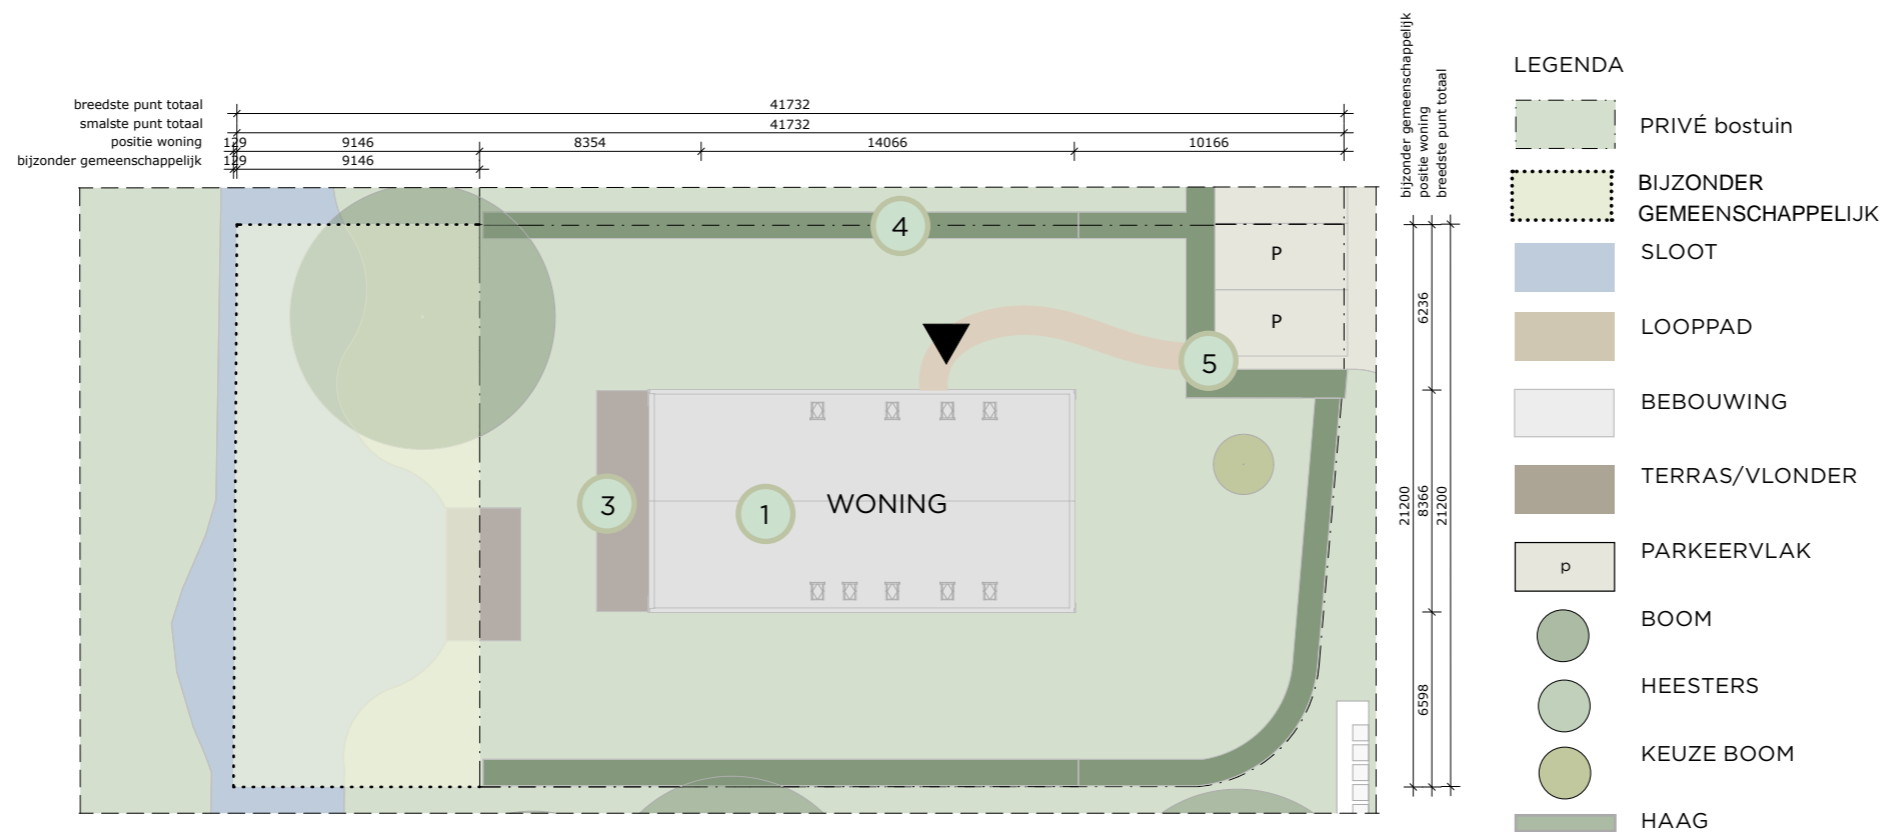 breedste punt totaal
41732
smalste punt totaal
41732
positie woning
129
9146
8354
14066
10166
bijzonder gemeenschappelijk
129
9146
bijzonder gemeenschappelijk
positie woning
breedste punt totaal
4
P
P
5
3
1
WONING
6236
21200
8366
21200
6598
LEGENDA
PRIVÉ bostuin
BIJZONDER
GEMEENSCHAPPELIJK
SLOOT
LOOPPAD
BEBOUWING
TERRAS/VLONDER
p
PARKEERVLAK
BOOM
HEESTERS
KEUZE BOOM
HAAG